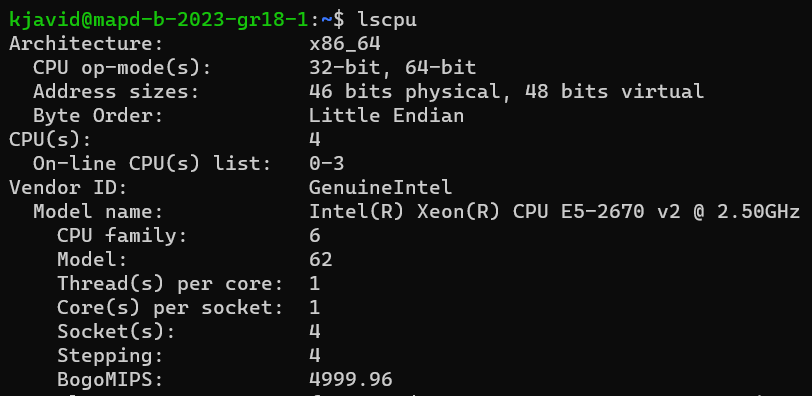 kjavid@mapd-b-2023-gr18-1:~$ lscpu
Architecture: x86_64
CPU op-mode(s): 32-bit, 64-bit
Address sizes: 46 bits physical, 48 bits virtual
Byte Order: Little Endian
CPU(s): 4
On-line CPU(s) list: 0-3
Vendor ID: GenuineIntel
Model name: Intel(R) Xeon(R) CPU E5-2670 v2 @ 2.50GHz
CPU family: 6
Model: 62
Thread(s) per core: 1
Core(s) per socket: 1
Socket(s): 4
Stepping: 4
BogoMIPS: 4999.96